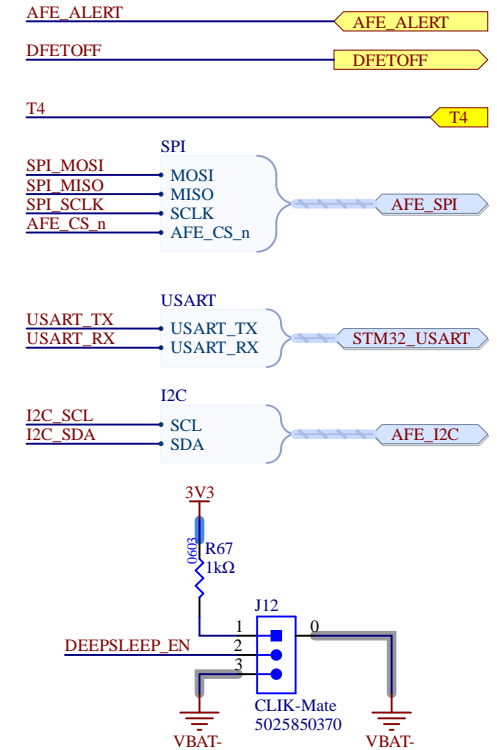 AFE_ALERT AFE_ALERT
DFETOFF DFETOFF
T4 T4
SPI
SPI_MOSI MOSI
SPI_MISO MISO
SPI_SCLK SCLK
AFE_CS_n AFE_CS_n
AFE_SPI
USART
USART_TX USART_TX
USART_RX USART_RX
STM32_USART
I2C
I2C_SCL SCL
I2C_SDA SDA
AFE_I2C
3V3
0603
R67
1kΩ
J12
1 0
DEEPSLEEP_EN 2
3
CLIK-Mate
5025850370
VBAT- VBAT-